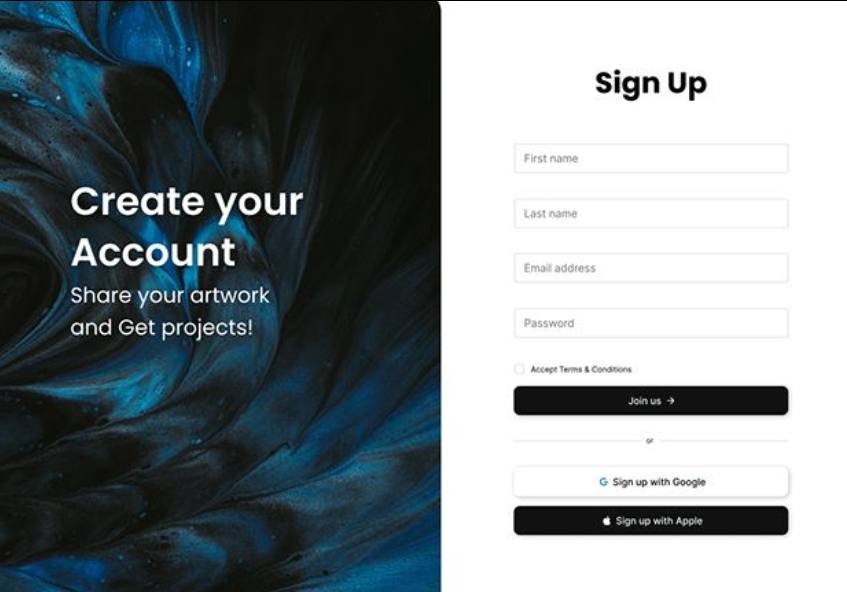 Create your
Account
Share your artwork
and Get projects!
Sign Up
First name
Last name
Email address
Password
Accept Terms & Conditions
Join us →
or
Sign up with Google
Sign up with Apple